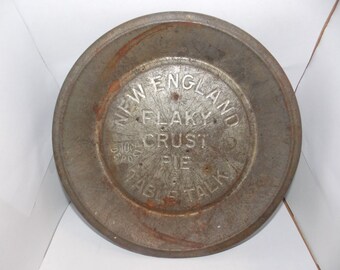 NEW ENGLAND
FLAKY
CRUST
PIE
TABLE TALK